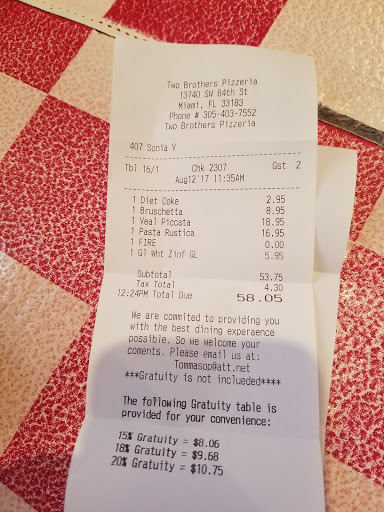 Two Brothers Pizzeria
13740 SW 84th St
Miami, FL 33183
Phone # 305-403-7552
Two Brothers Pizzeria
407 Sonia V
Tbl 16/1 Chk 2307 Gst 2
Aug12'17 11:35AM
1 Diet Coke 2.95
1 Bruschetta 8.95
1 Veal Piccata 18.95
1 Pasta Rustica 16.95
1 FIRE 0.00
1 Gl Wht Zinf GL 5.95
Subtotal 53.75
Tax Total 4.30
12:24PM Total Due 58.05
We are commited to providing you
with the best dining experaence
possible. So we welcome your
coments. Please email us at:
Tommasop@att.net
***Gratuity is not inclueded****
The following Gratuity table is
provided for your convenience:
15% Gratuity = $8.06
18% Gratuity = $9.68
20% Gratuity = $10.75